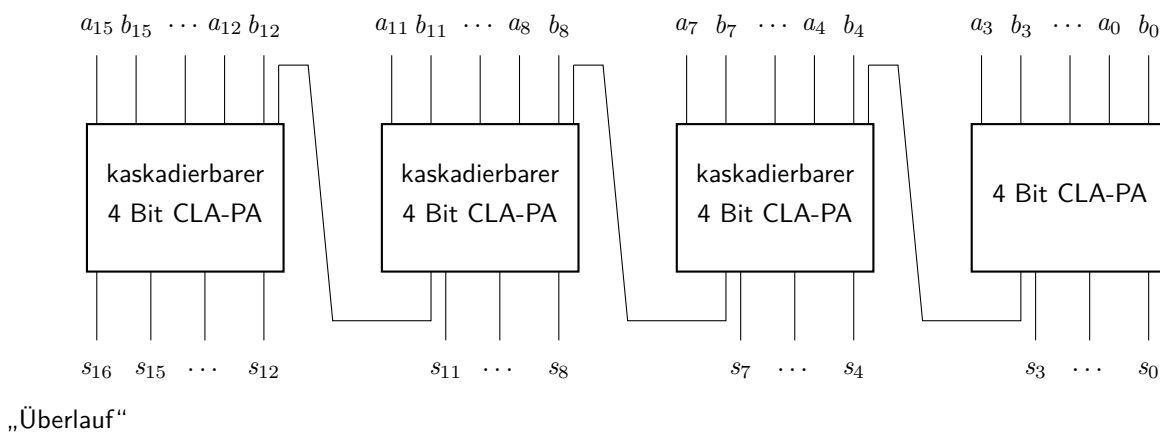 a₁₅ b₁₅ ⋯ a₁₂ b₁₂ a₁₁ b₁₁ ⋯ a₈ b₈ a₇ b₇ ⋯ a₄ b₄ a₃ b₃ ⋯ a₀ b₀
kaskadierbarer
4 Bit CLA-PA
kaskadierbarer
4 Bit CLA-PA
kaskadierbarer
4 Bit CLA-PA
4 Bit CLA-PA
s₁₆ s₁₅ ⋯ s₁₂ s₁₁ ⋯ s₈ s₇ ⋯ s₄ s₃ ⋯ s₀
„Überlauf“